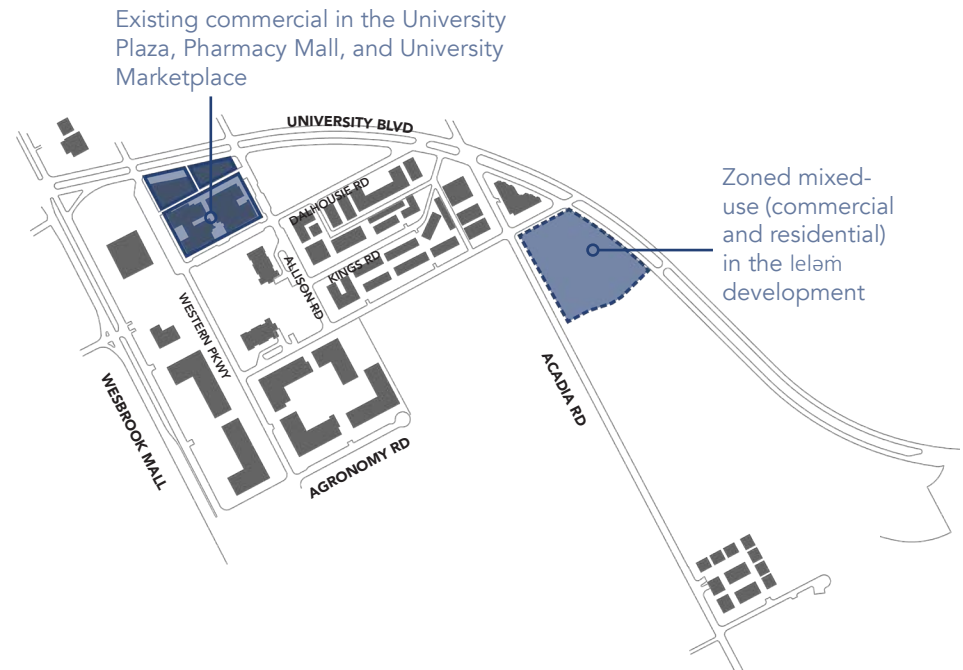 Existing commercial in the University
Plaza, Pharmacy Mall, and University
Marketplace
UNIVERSITY BLVD
DALHOUSIE RD
KINGS RD
ALLISON RD
WESTERN PKWY
WESBROOK MALL
AGRONOMY RD
ACADIA RD
Zoned mixed-
use (commercial
and residential)
in the leləm̓
development